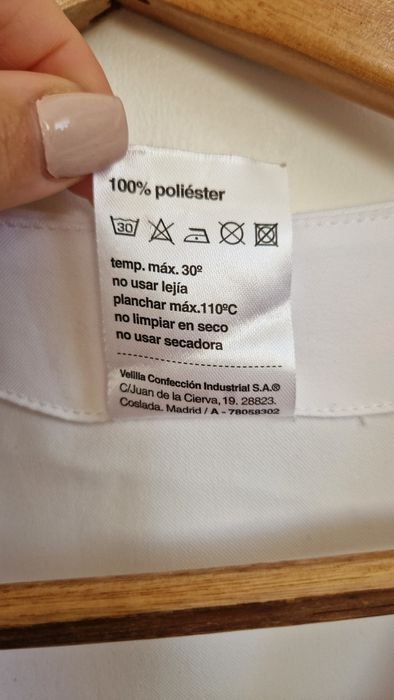 100% poliéster
30
temp. máx. 30º
no usar lejía
planchar máx.110ºC
no limpiar en seco
no usar secadora
Velilla Confección Industrial S.A.®
C/Juan de la Cierva, 19. 28823.
Coslada. Madrid / A - 78058302